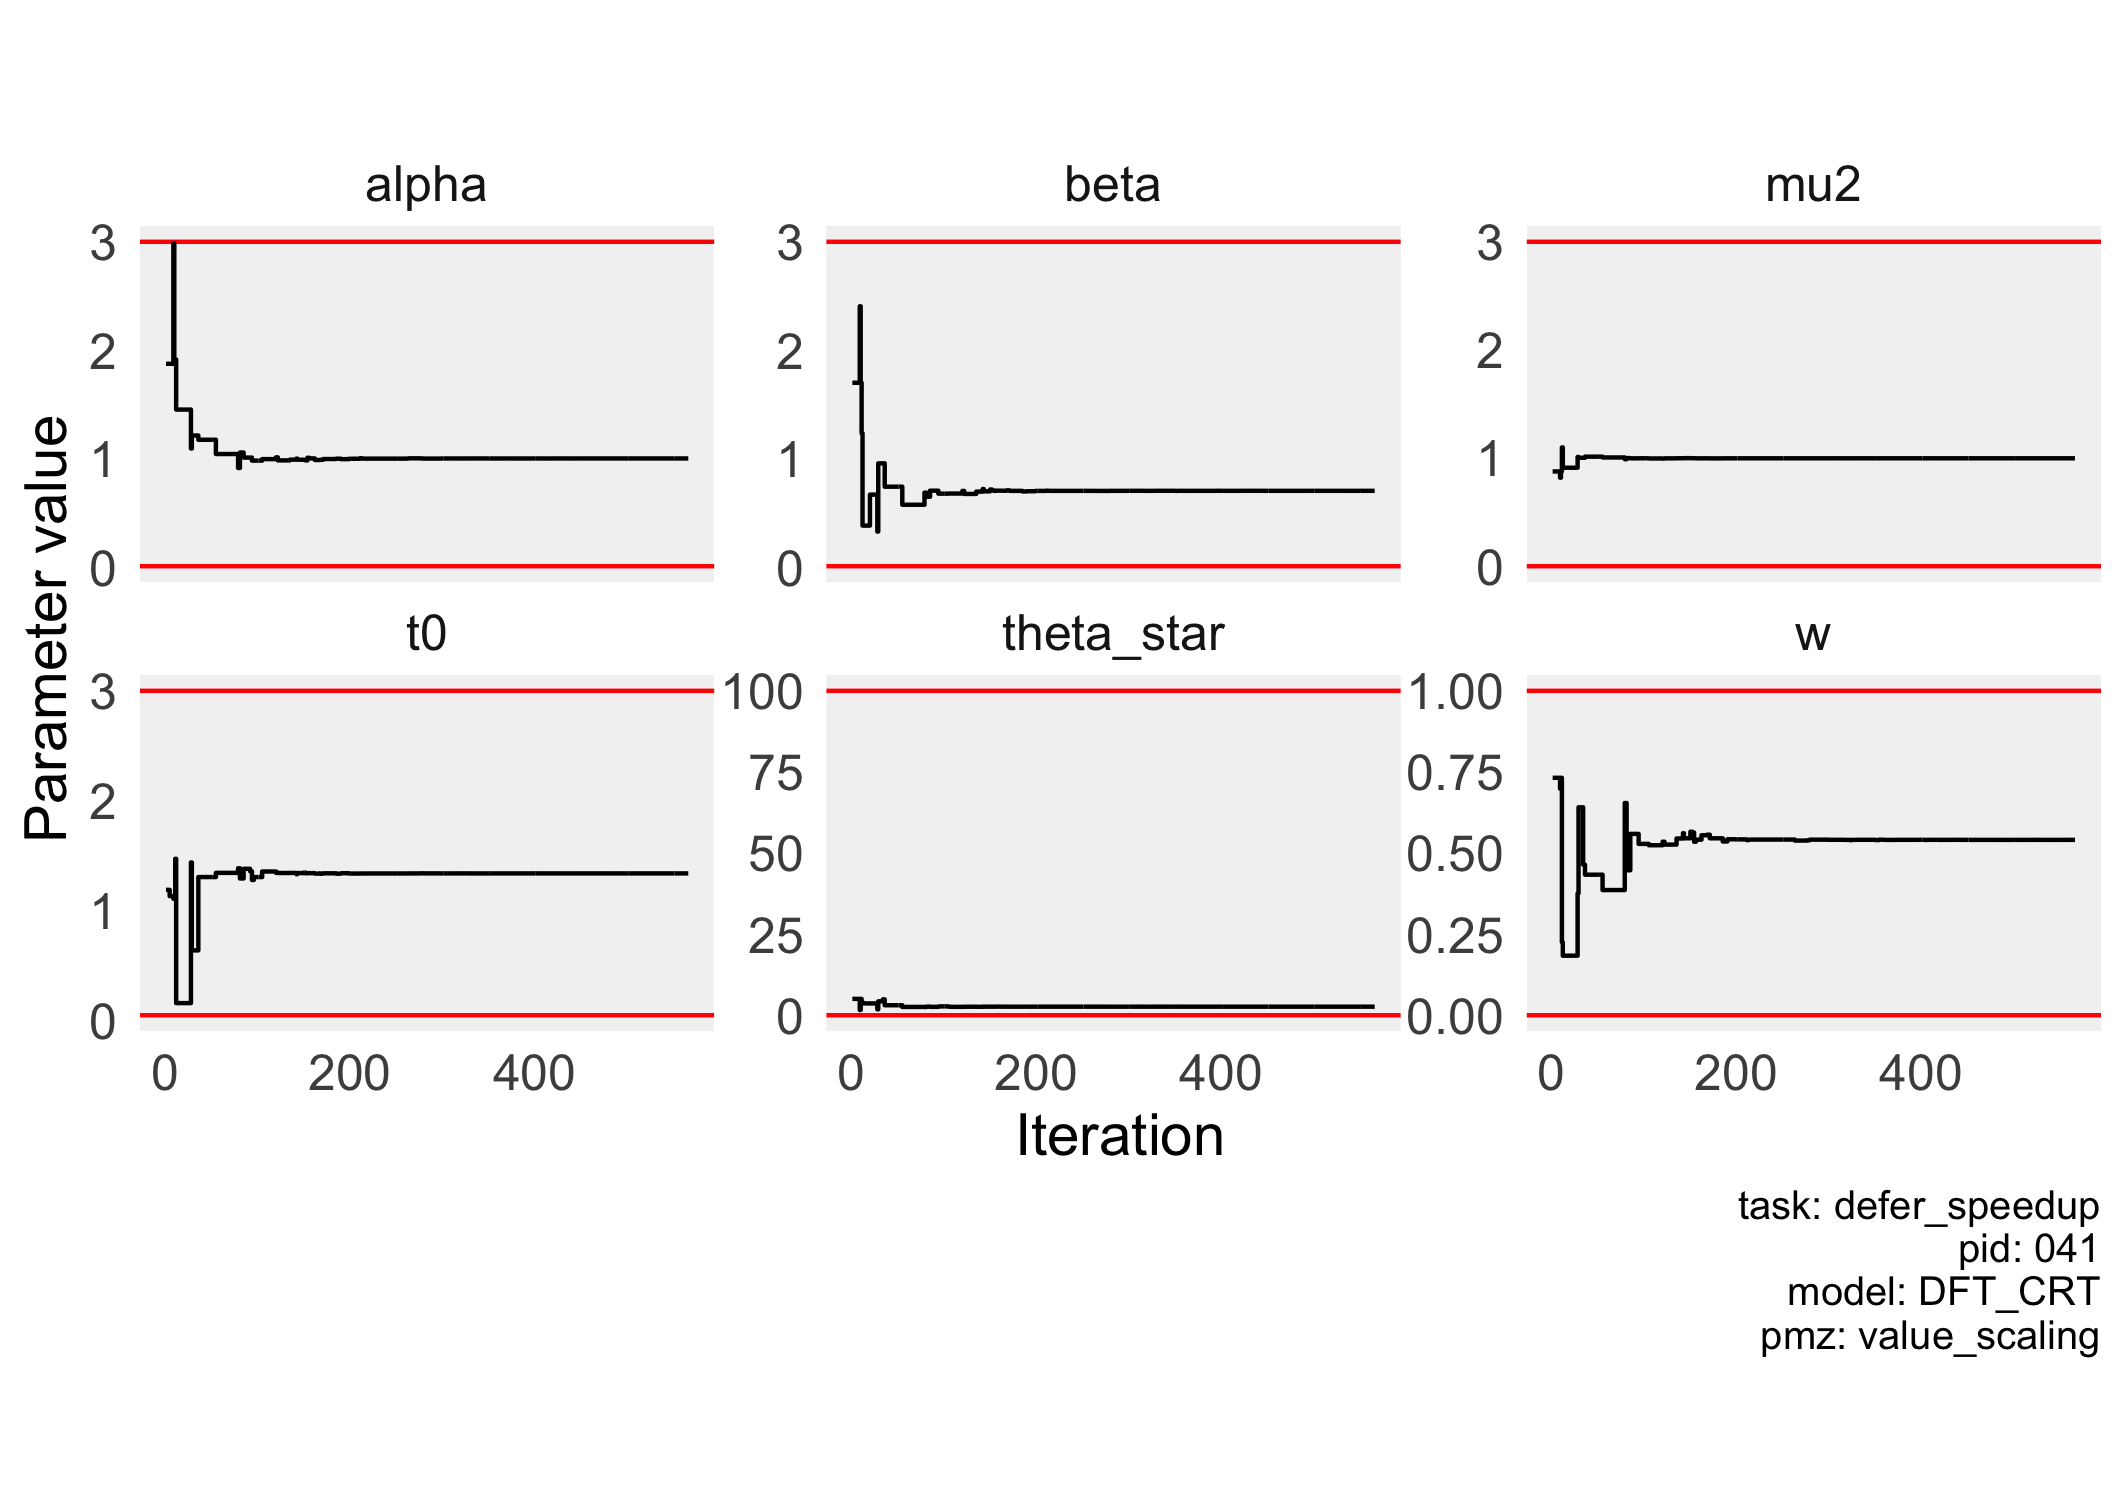 alpha
beta
mu2
3
2
1
0
3
2
1
0
3
2
1
0
t0
theta_star
w
3
2
1
0
100
75
50
25
0
1.00
0.75
0.50
0.25
0.00
0 200 400
0 200 400
0 200 400
Parameter value
Iteration
task: defer_speedup
pid: 041
model: DFT_CRT
pmz: value_scaling